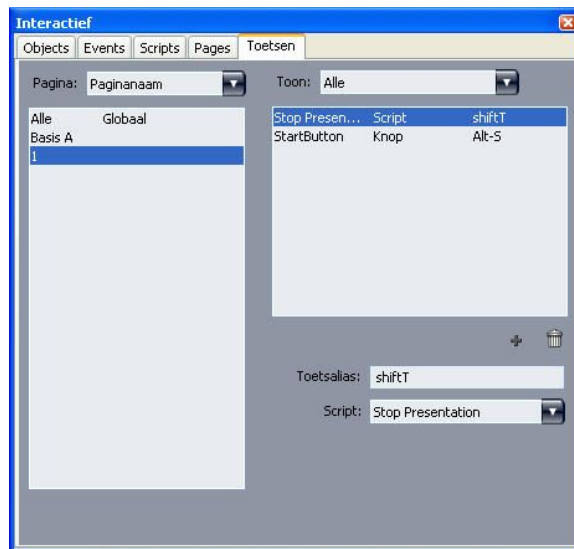 Interactief
Objects Events Scripts Pages Toetsen
Pagina: Paginanaam
Toon: Alle
Alle Globaal
Basis A
1
Stop Presen... Script shiftT
StartButton Knop Alt-S
Toetsalias: shiftT
Script: Stop Presentation